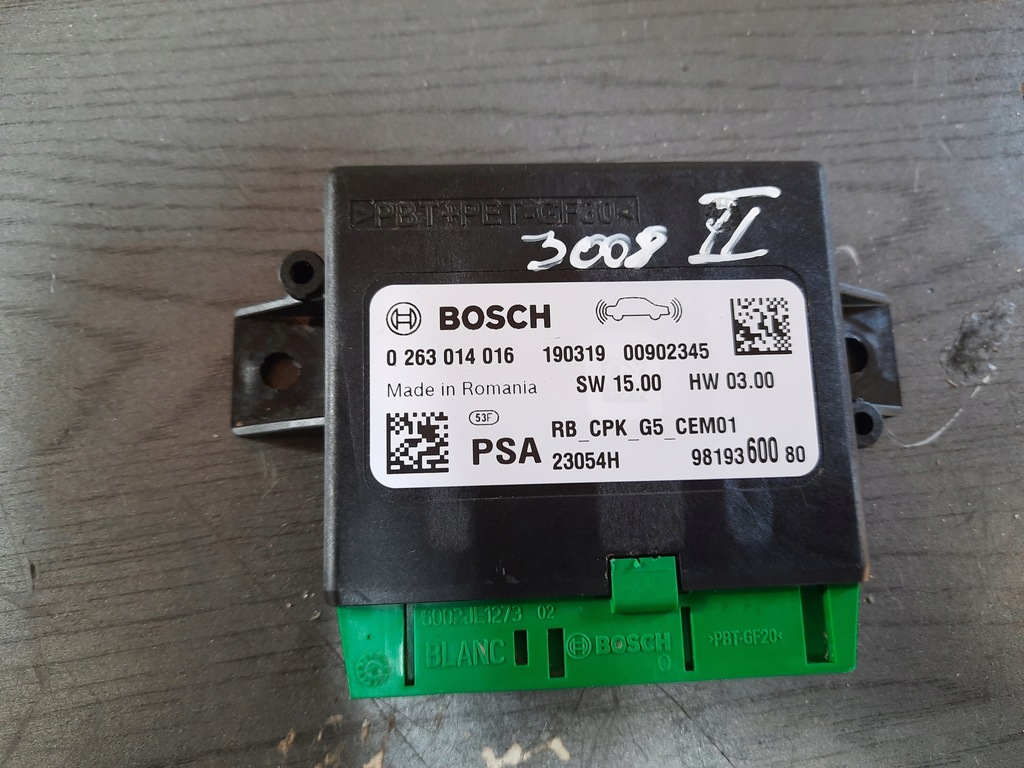 >PBT+PET-GF30<
3008 II
BOSCH
0 263 014 016 190319 00902345
Made in Romania SW 15.00 HW 03.00
53F
PSA RB_CPK_G5_CEM01
23054H 98193600 80
02
BLANC BOSCH >PBT-GF20<